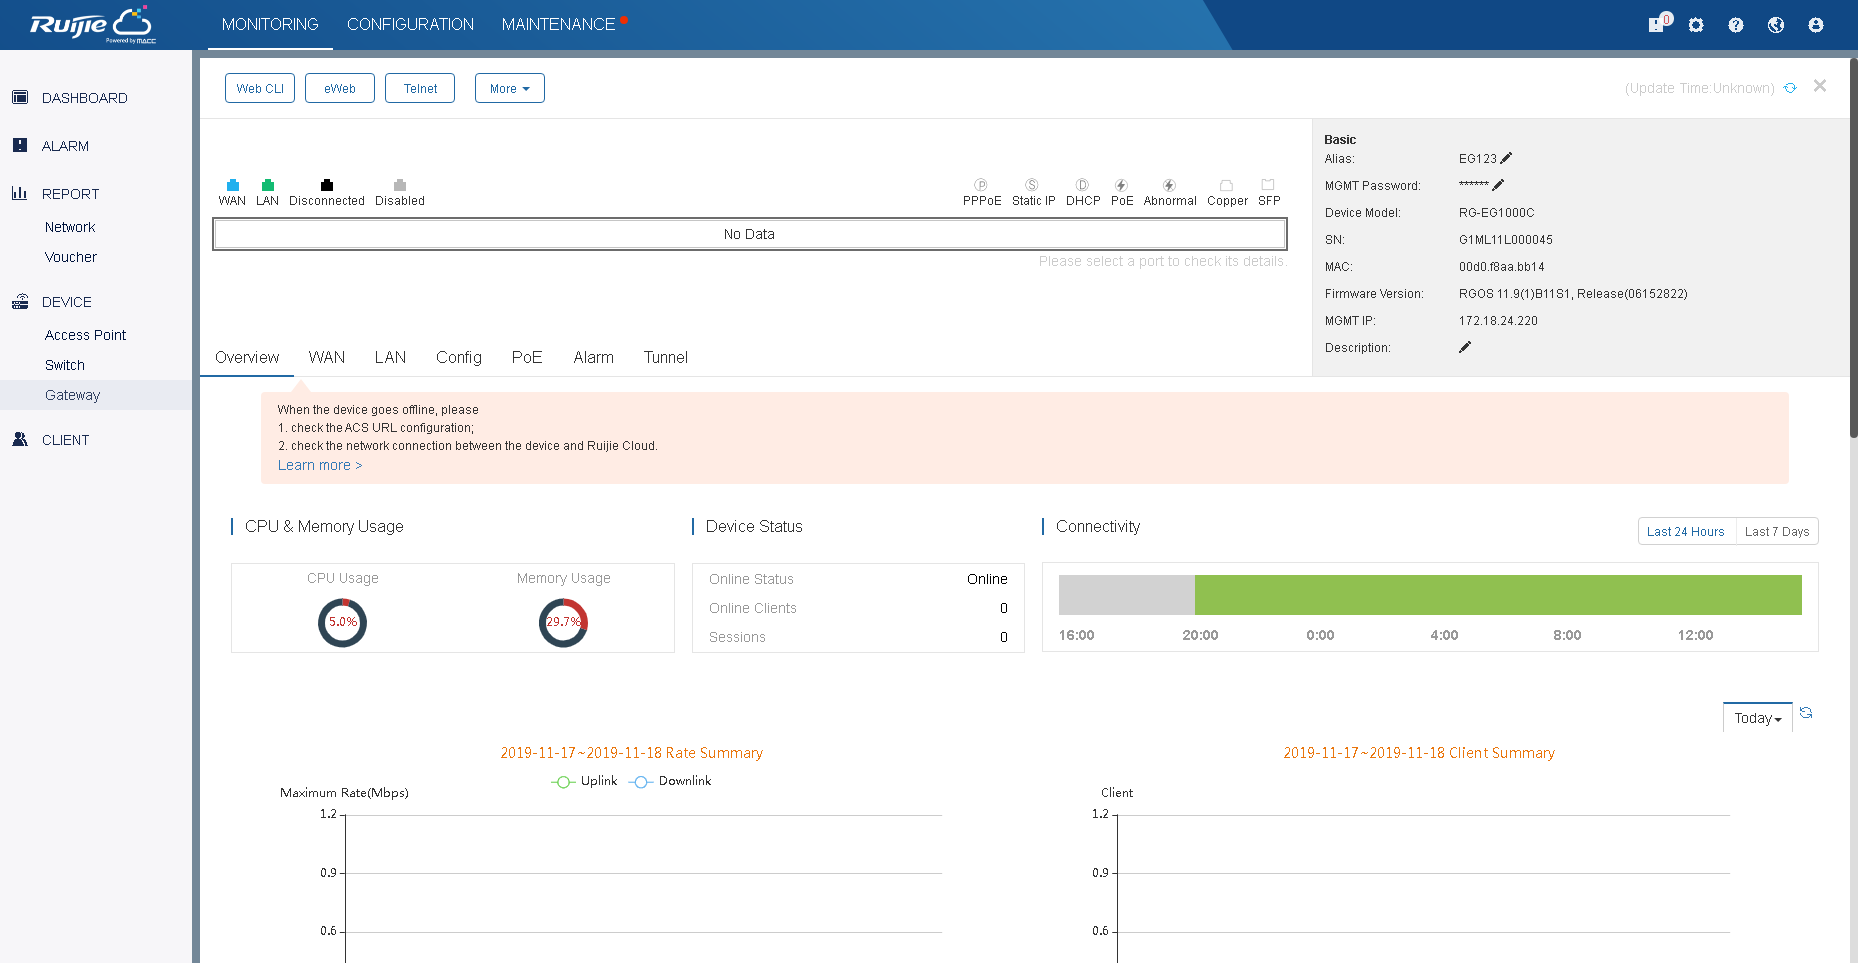 Ruijie
Powered by MACC
MONITORING CONFIGURATION MAINTENANCE
0
DASHBOARD
ALARM
REPORT
Network
Voucher
DEVICE
Access Point
Switch
Gateway
CLIENT
Web CLI eWeb Telnet More
(Update Time:Unknown)
WAN LAN Disconnected Disabled
P S D
PPPoE Static IP DHCP PoE Abnormal Copper SFP
No Data
Please select a port to check its details.
Basic
Alias: EG123
MGMT Password: ******
Device Model: RG-EG1000C
SN: G1ML11L000045
MAC: 00d0.f8aa.bb14
Firmware Version: RGOS 11.9(1)B11S1, Release(06152822)
MGMT IP: 172.18.24.220
Description:
Overview WAN LAN Config PoE Alarm Tunnel
When the device goes offline, please
1. check the ACS URL configuration;
2. check the network connection between the device and Ruijie Cloud.
Learn more >
CPU & Memory Usage
CPU Usage Memory Usage
5.0% 29.7%
Device Status
Online Status Online
Online Clients 0
Sessions 0
Connectivity
Last 24 Hours Last 7 Days
16:00 20:00 0:00 4:00 8:00 12:00
Today
2019-11-17~2019-11-18 Rate Summary
Uplink Downlink
Maximum Rate(Mbps)
1.2
0.9
0.6
2019-11-17~2019-11-18 Client Summary
Client
1.2
0.9
0.6